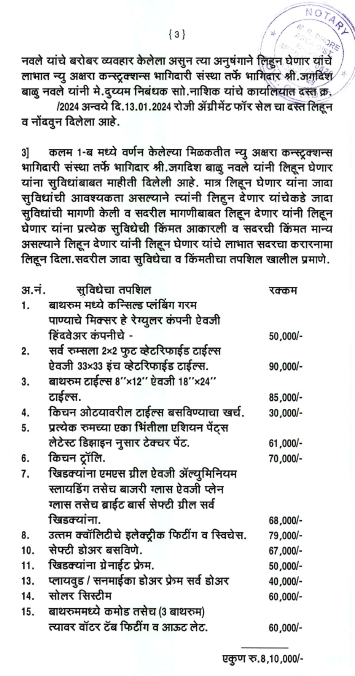 { 3 }
NOTARY
नवले यांचे बरोबर व्यवहार केलेला असुन त्या अनुषंगाने लिहून घेणार यांचे
लाभात न्यु अक्षरा कन्स्ट्रक्शन्स भागिदारी संस्था तर्फे भागिदार श्री.जगदिश
बाळु नवले यांनी मे.दुय्यम निबंधक सो.नाशिक यांचे कार्यालयात दस्त क्र.
/2024 अन्वये दि.13.01.2024 रोजी अॅग्रीमेंट फॉर सेल चा दस्त लिहून
व नोंदवुन दिलेला आहे.
3] कलम 1-ब मध्ये वर्णन केलेल्या मिळकतीत न्यु अक्षरा कन्स्ट्रक्शन्स
भागिदारी संस्था तर्फे भागिदार श्री.जगदिश बाळु नवले यांनी लिहून घेणार
यांना सुविधांबाबत माहीती दिलेली आहे. मात्र लिहून घेणार यांना जादा
सुविधांची आवश्यकता असल्याने त्यांनी लिहून देणार यांचेकडे जादा
सुविधांची मागणी केली व सदरील मागणीबाबत लिहून देणार यांनी लिहून
घेणार यांना प्रत्येक सुविधेची किंमत आकारली व सदरची किंमत मान्य
असल्याने लिहून देणार यांनी लिहून घेणार यांचे लाभात सदरचा करारनामा
लिहून दिला.सदरील जादा सुविधेचा व किंमतीचा तपशिल खालील प्रमाणे.
अ.नं. सुविधेचा तपशिल रक्कम
1. बाथरुम मध्ये कन्सिल्ड प्लंबिंग गरम
पाण्याचे मिक्सर हे रेग्युलर कंपनी ऐवजी
हिंदवेअर कंपनीचे - 50,000/-
2. सर्व रुम्सला 2×2 फुट व्हेटरिफाईड टाईल्स
ऐवजी 33×33 इंच व्हेटरिफाईड टाईल्स. 90,000/-
3. बाथरुम टाईल्स 8''×12'' ऐवजी 18''×24''
टाईल्स. 85,000/-
4. किचन ओटयावरील टाईल्स बसविण्याचा खर्च. 30,000/-
5. प्रत्येक रुमच्या एका भिंतीला एशियन पेंट्स
लेटेस्ट डिझाइन नुसार टेक्चर पेंट. 61,000/-
6. किचन ट्रॉलि. 70,000/-
7. खिडक्यांना एमएस ग्रील ऐवजी अॅल्युमिनियम
स्लायडिंग तसेच बाजरी ग्लास ऐवजी प्लेन
ग्लास तसेच ब्राईट बार्स सेफ्टी ग्रील सर्व
खिडक्यांना. 68,000/-
8. उत्तम क्वॉलिटीचे इलेक्ट्रीक फिटींग व स्विचेस. 79,000/-
10. सेफ्टी डोअर बसविणे. 67,000/-
11. खिडक्यांना ग्रेनाईट फ्रेम. 50,000/-
13. प्लायवुड / सनमाईका डोअर फ्रेम सर्व डोअर 40,000/-
14. सोलर सिस्टीम 60,000/-
15. बाथरुममध्ये कमोड तसेच (3 बाथरुम)
त्यावर वॉटर टॅब फिटींग व आऊट लेट. 60,000/-
एकुण रु.8,10,000/-